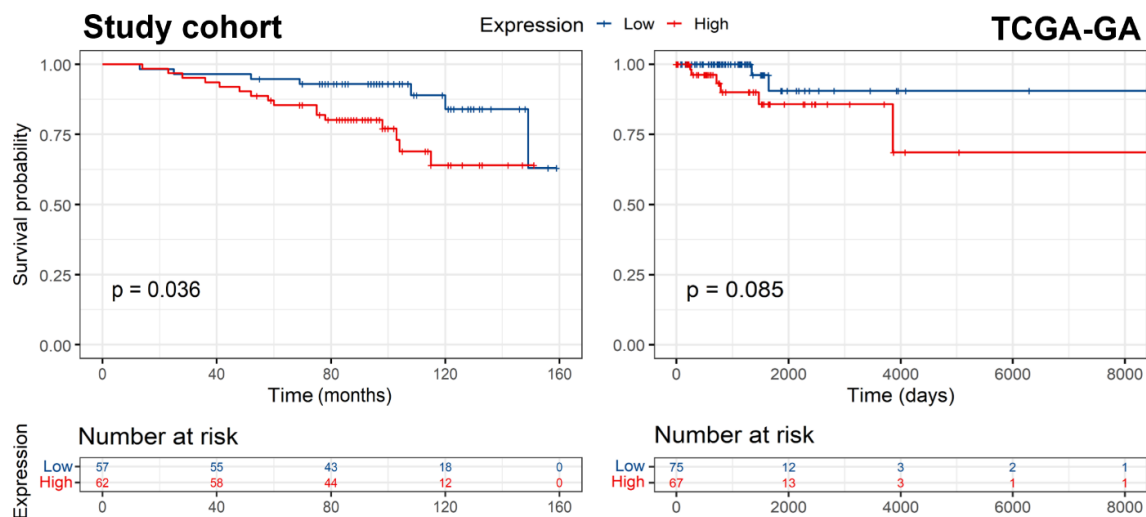 Study cohort
Expression Low High
TCGA-GA
Survival probability
1.00
0.75
0.50
0.25
0.00
p = 0.036
0 40 80 120 160
Time (months)
1.00
0.75
0.50
0.25
0.00
p = 0.085
0 2000 4000 6000 8000
Time (days)
Expression
Number at risk
Low 57 55 43 18 0
High 62 58 44 12 0
0 40 80 120 160
Number at risk
Low 75 12 3 2 1
High 67 13 3 1 1
0 2000 4000 6000 8000